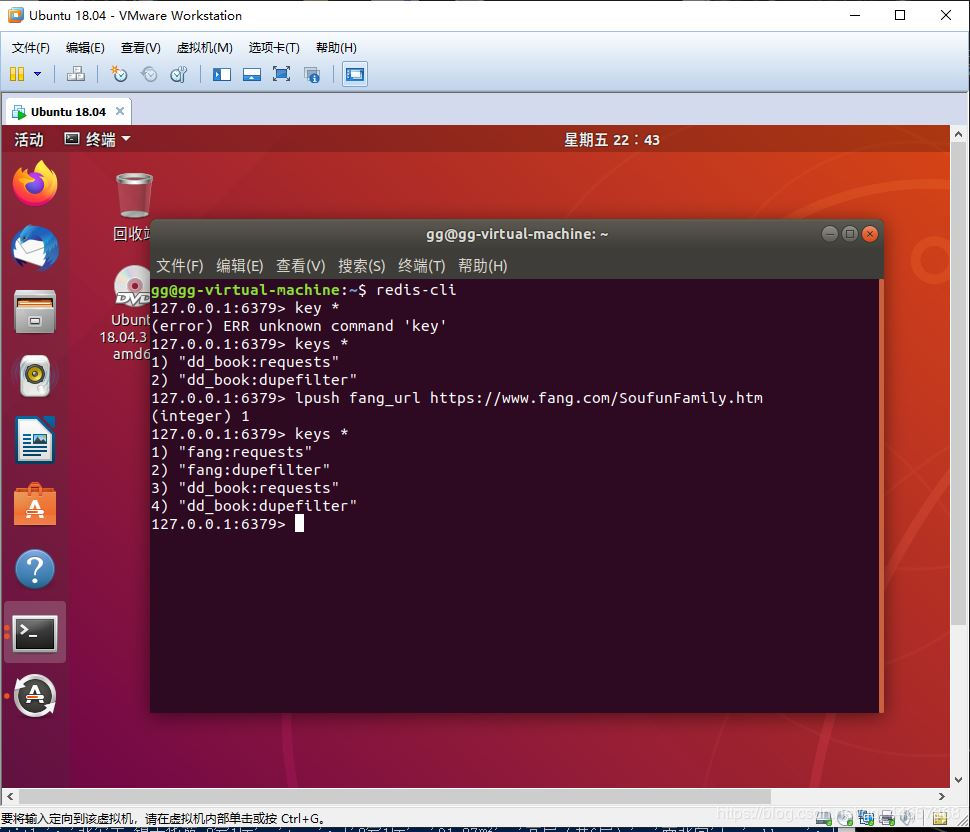 Ubuntu 18.04 - VMware Workstation
文件(F) 编辑(E) 查看(V) 虚拟机(M) 选项卡(T) 帮助(H)
Ubuntu 18.04
活动 终端 星期五 22：43
回收站
Ubunt
18.04.3
amd6
gg@gg-virtual-machine: ~
文件(F) 编辑(E) 查看(V) 搜索(S) 终端(T) 帮助(H)
gg@gg-virtual-machine:~$ redis-cli
127.0.0.1:6379> key *
(error) ERR unknown command 'key'
127.0.0.1:6379> keys *
1) "dd_book:requests"
2) "dd_book:dupefilter"
127.0.0.1:6379> lpush fang_url https://www.fang.com/SoufunFamily.htm
(integer) 1
127.0.0.1:6379> keys *
1) "fang:requests"
2) "fang:dupefilter"
3) "dd_book:requests"
4) "dd_book:dupefilter"
127.0.0.1:6379>
要将输入定向到该虚拟机，请在虚拟机内部单击或按 Ctrl+G。